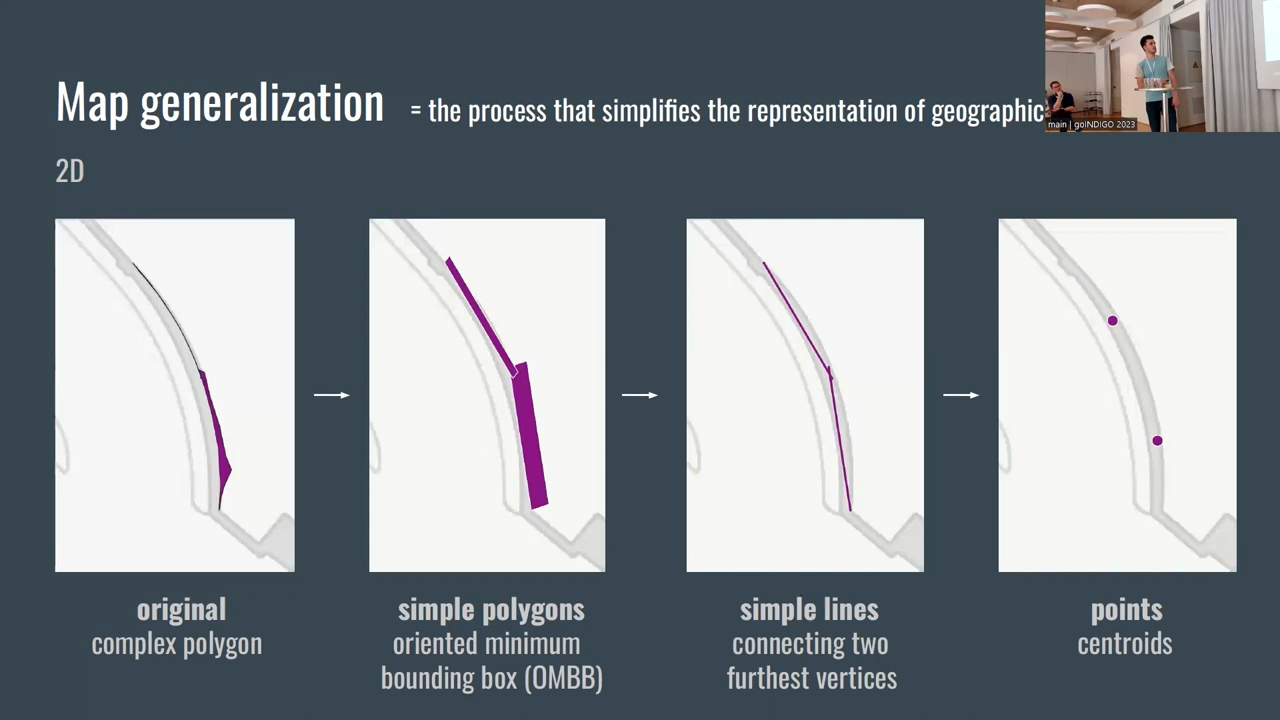 Map generalization = the process that simplifies the representation of geographic
main | goINDIGO 2023
2D
original
complex polygon
simple polygons
oriented minimum
bounding box (OMBB)
simple lines
connecting two
furthest vertices
points
centroids